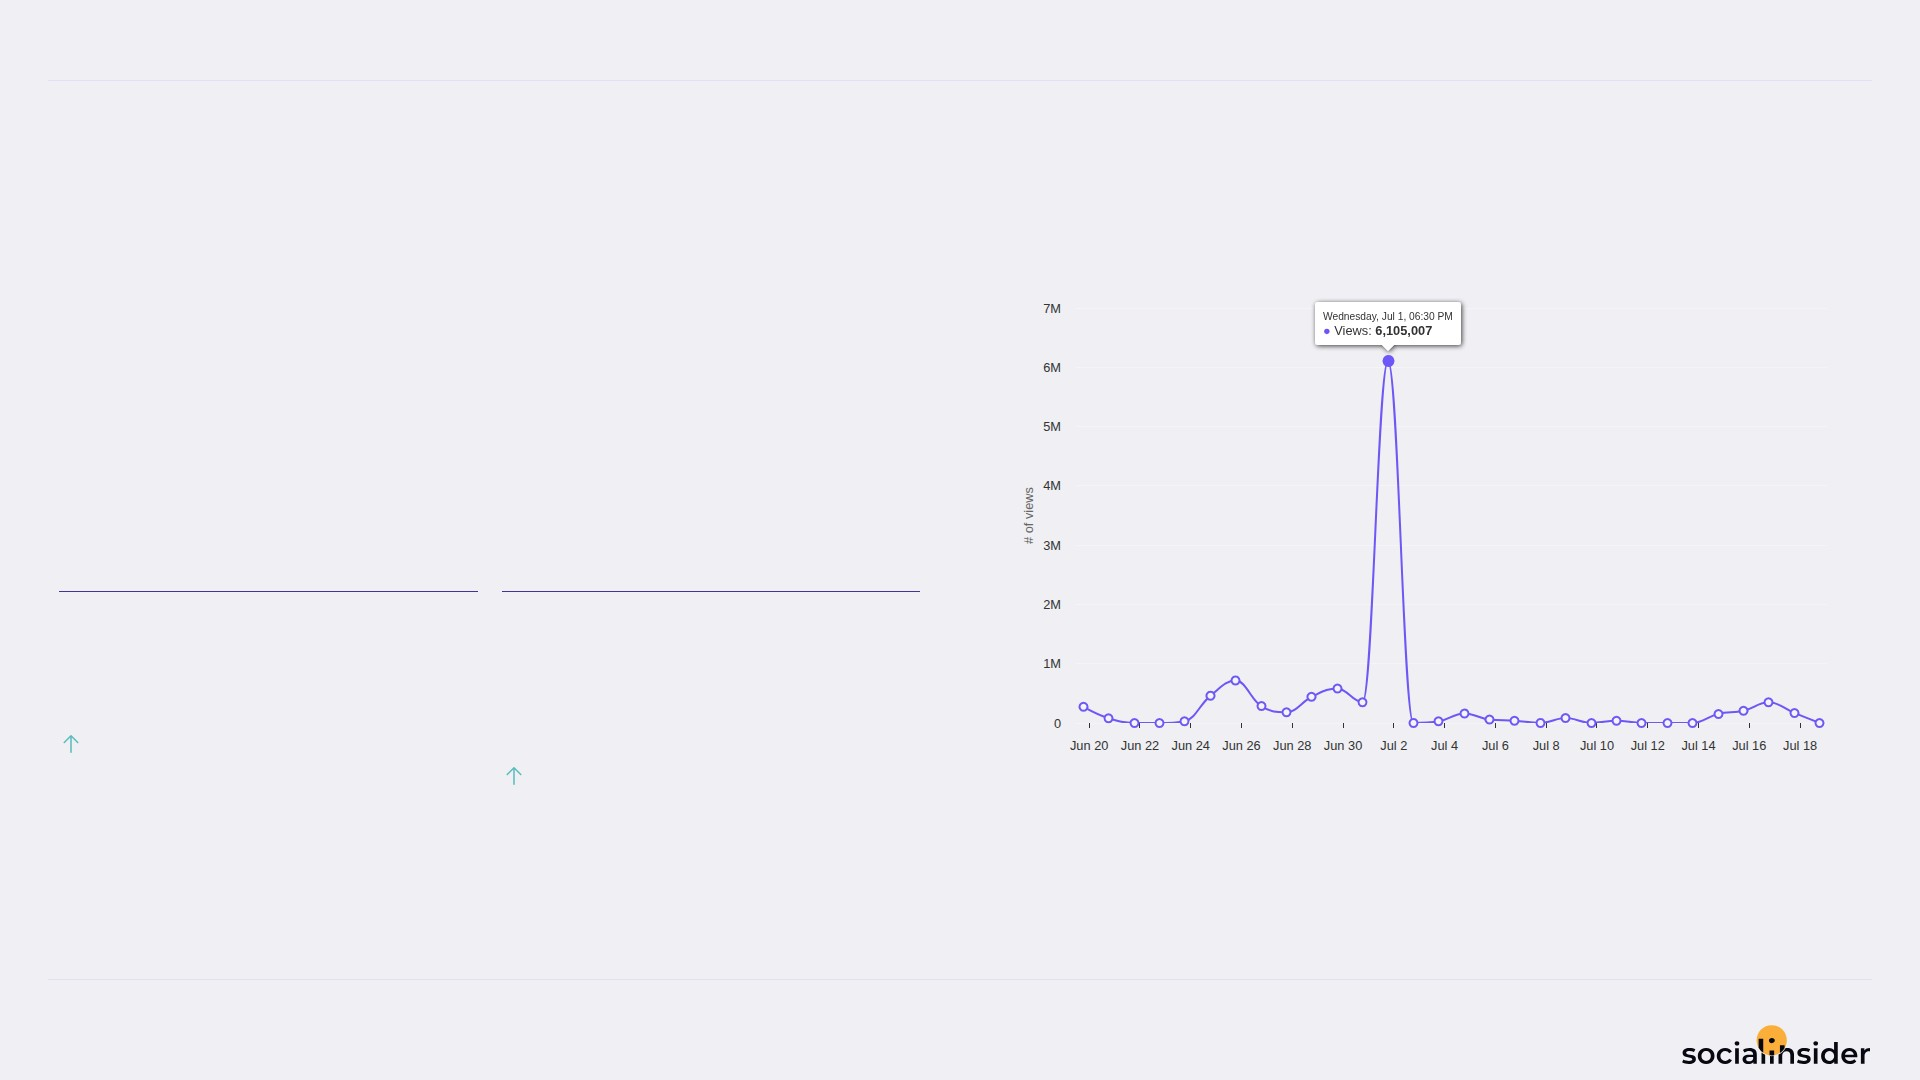 7M
6M
5M
4M
3M
2M
1M
0
# of views
Wednesday, Jul 1, 06:30 PM
● Views: 6,105,007
Jun 20 Jun 22 Jun 24 Jun 26 Jun 28 Jun 30 Jul 2 Jul 4 Jul 6 Jul 8 Jul 10 Jul 12 Jul 14 Jul 16 Jul 18
socialinsider